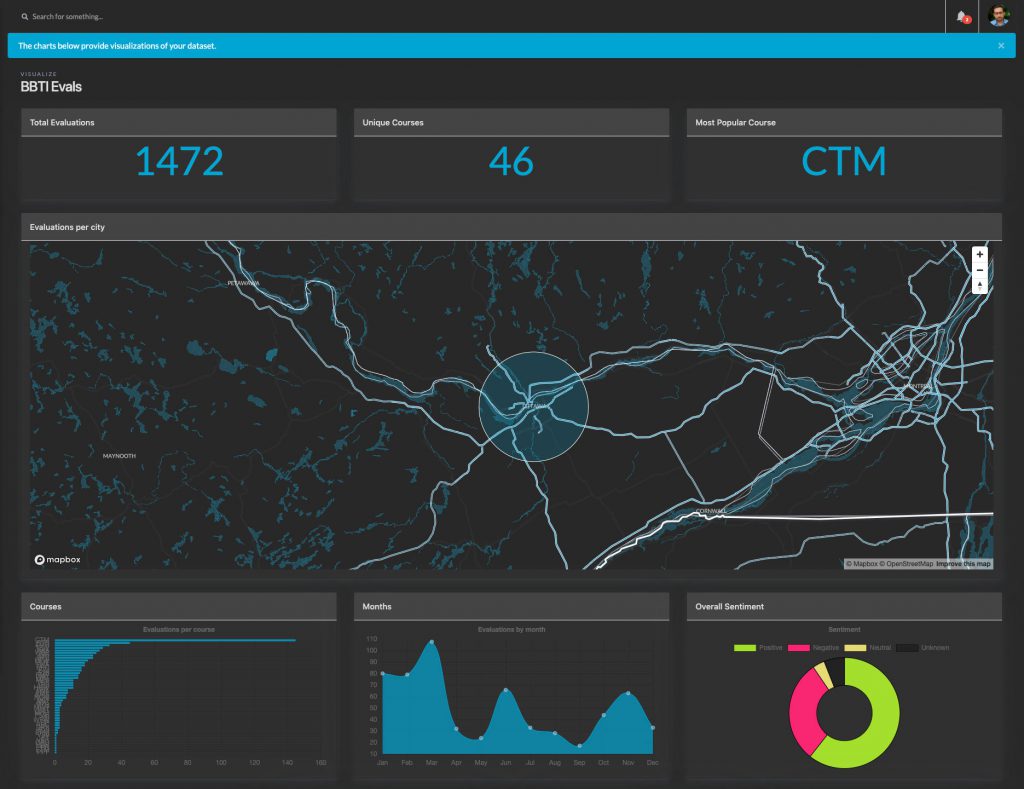 Search for something...
2
The charts below provide visualizations of your dataset.
×
VISUALIZE
BBTI Evals
Total Evaluations
1472
Unique Courses
46
Most Popular Course
CTM
Evaluations per city
PETAWAWA
MAYNOOTH
CORNWALL
+
−
mapbox
© Mapbox © OpenStreetMap Improve this map
Courses
Evaluations per course
CTM
0 20 40 60 80 100 120 140 160
Months
Evaluations by month
110
100
90
80
70
60
50
40
30
20
10
Jan Feb Mar Apr May Jun Jul Aug Sep Oct Nov Dec
Overall Sentiment
Sentiment
Positive Negative Neutral Unknown